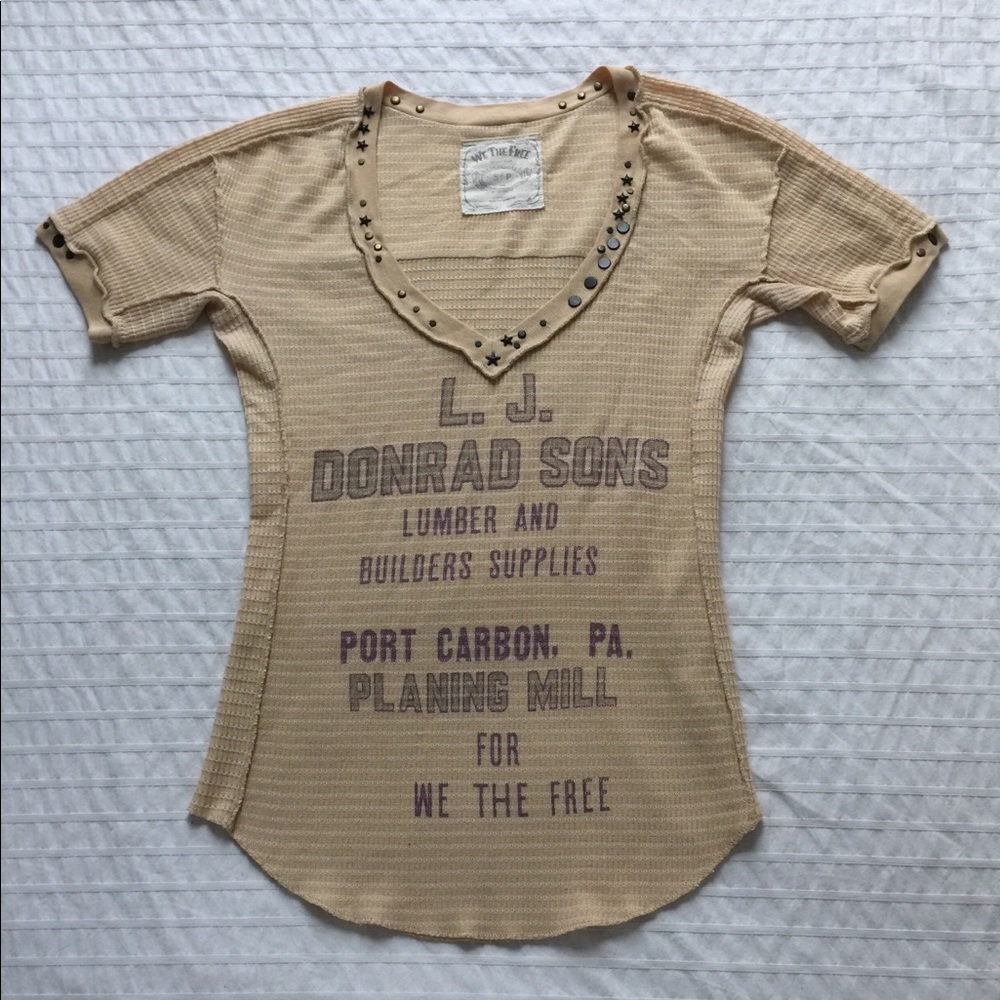 WE THE FREE
L. J.
DONRAD SONS
LUMBER AND
BUILDERS SUPPLIES
PORT CARBON, PA.
PLANING MILL
FOR
WE THE FREE